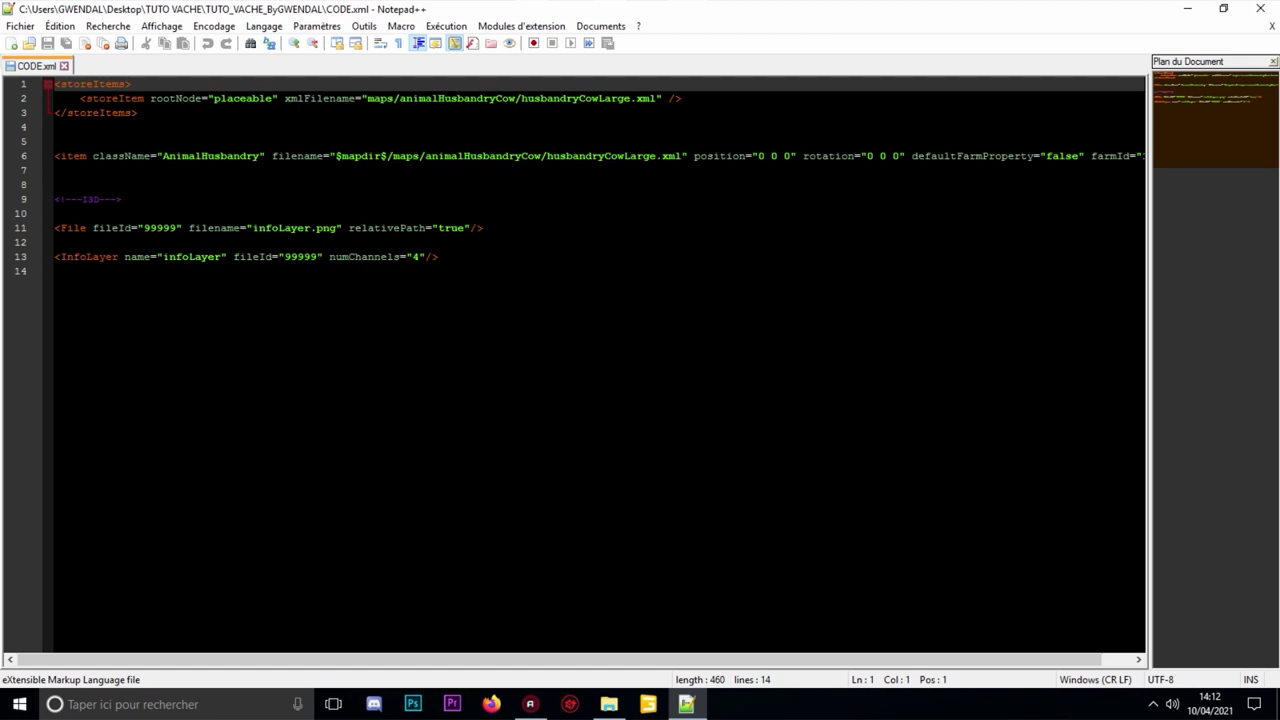 C:\Users\GWENDAL\Desktop\TUTO VACHE\TUTO_VACHE_ByGWENDAL\CODE.xml - Notepad++
Fichier Édition Recherche Affichage Encodage Langage Paramètres Outils Macro Exécution Modules d'extension Documents ? X
CODE.xml
Plan du Document
1 <storeItems>
2 <storeItem rootNode="placeable" xmlFilename="maps/animalHusbandryCow/husbandryCowLarge.xml" />
3 </storeItems>
4
5
6 <item className="AnimalHusbandry" filename="$mapdir$/maps/animalHusbandryCow/husbandryCowLarge.xml" position="0 0 0" rotation="0 0 0" defaultFarmProperty="false" farmId="
7
8
9 <!---I3D--->
10
11 <File fileId="99999" filename="infoLayer.png" relativePath="true"/>
12
13 <InfoLayer name="infoLayer" fileId="99999" numChannels="4"/>
14
eXtensible Markup Language file length : 460 lines : 14 Ln : 1 Col : 1 Pos : 1 Windows (CR LF) UTF-8 INS
Taper ici pour rechercher
14:12
10/04/2021